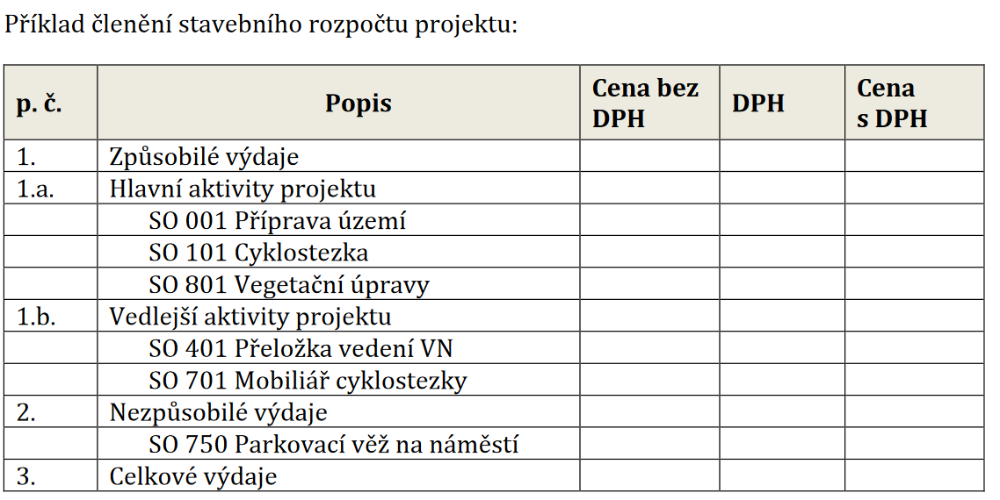 Příklad členění stavebního rozpočtu projektu:
p. č. Popis Cena bez DPH DPH Cena s DPH
1. Způsobilé výdaje
1.a. Hlavní aktivity projektu
SO 001 Příprava území
SO 101 Cyklostezka
SO 801 Vegetační úpravy
1.b. Vedlejší aktivity projektu
SO 401 Přeložka vedení VN
SO 701 Mobiliář cyklostezky
2. Nezpůsobilé výdaje
SO 750 Parkovací věž na náměstí
3. Celkové výdaje